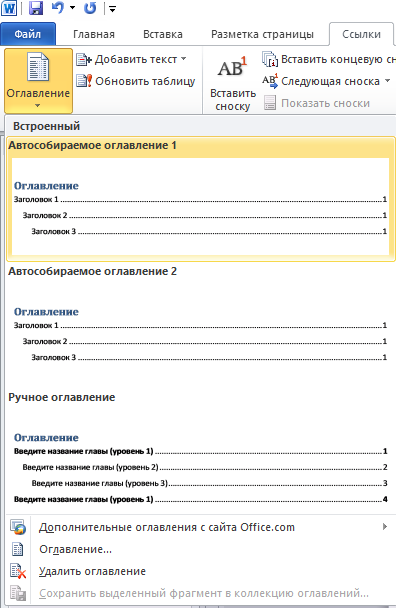 Файл Главная Вставка Разметка страницы Ссылки
Добавить текст Вставить концевую сн
Обновить таблицу АВ¹ Следующая сноска
Оглавление Вставить сноску Показать сноски
Встроенный
Автособираемое оглавление 1
Оглавление
Заголовок 1 ........ 1
Заголовок 2 ........ 1
Заголовок 3 ........ 1
Автособираемое оглавление 2
Оглавление
Заголовок 1 ........ 1
Заголовок 2 ........ 1
Заголовок 3 ........ 1
Ручное оглавление
Оглавление
Введите название главы (уровень 1) ........ 1
Введите название главы (уровень 2) ........ 2
Введите название главы (уровень 3) ........ 3
Введите название главы (уровень 1) ........ 4
Дополнительные оглавления с сайта Office.com
Оглавление...
Удалить оглавление
Сохранить выделенный фрагмент в коллекцию оглавлений...